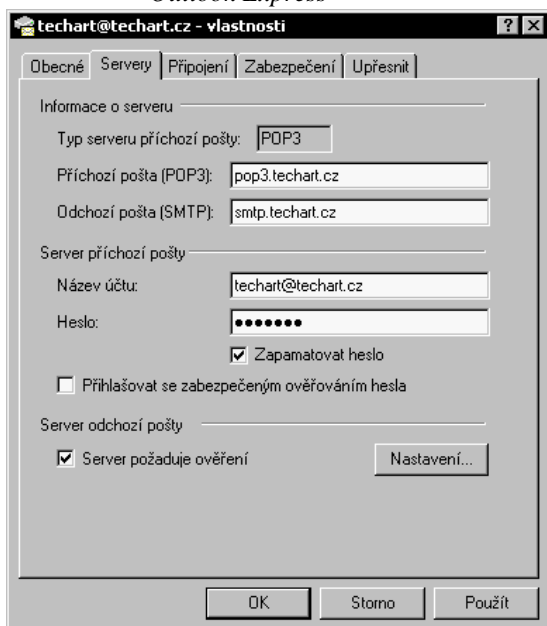 Outlook Express
techart@techart.cz - vlastnosti
Obecné Servery Připojení Zabezpečení Upřesnit
Informace o serveru
Typ serveru příchozí pošty: POP3
Příchozí pošta (POP3): pop3.techart.cz
Odchozí pošta (SMTP): smtp.techart.cz
Server příchozí pošty
Název účtu: techart@techart.cz
Heslo: ●●●●●●●
Zapamatovat heslo
Přihlašovat se zabezpečeným ověřováním hesla
Server odchozí pošty
Server požaduje ověření Nastavení...
OK Storno Použít